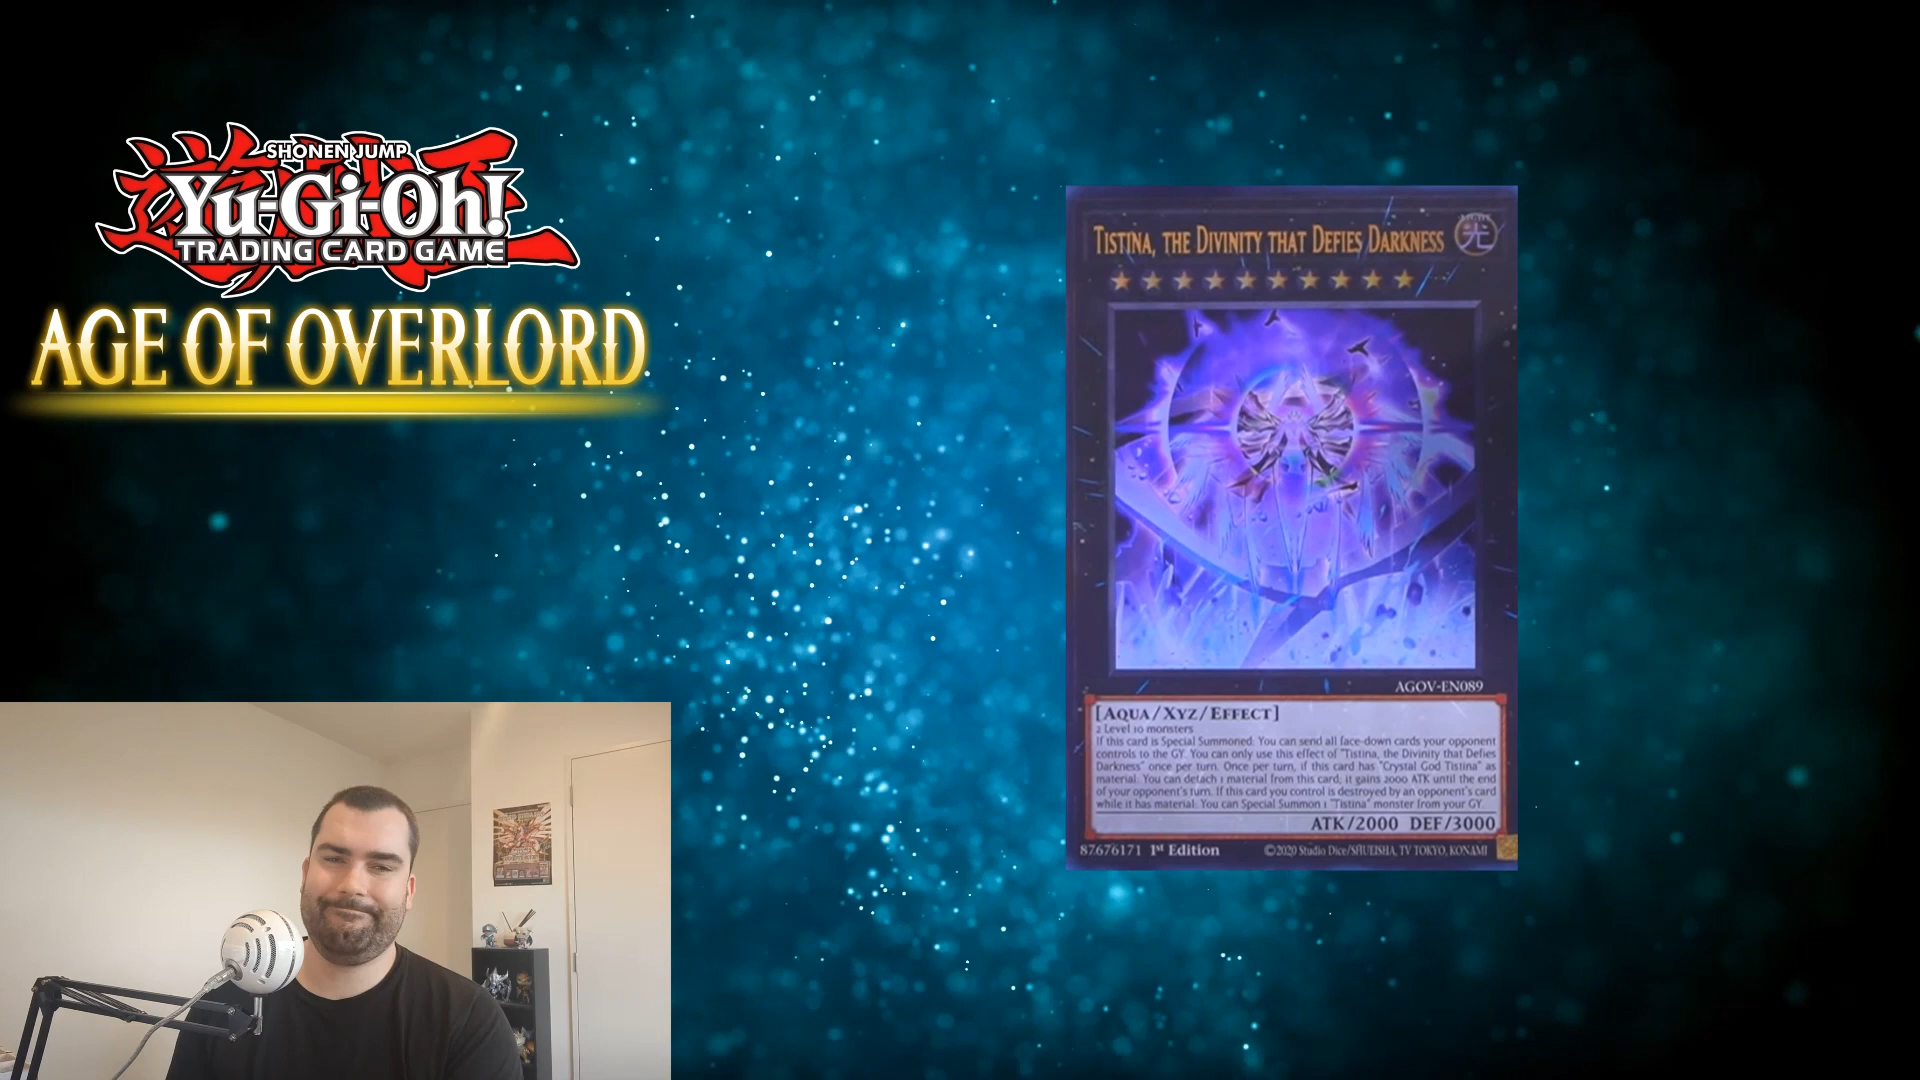 SHONEN JUMP
Yu-Gi-Oh!
TRADING CARD GAME
AGE OF OVERLORD
TISTINA, THE DIVINITY THAT DEFIES DARKNESS
LIGHT
光
AGOV-EN089
[AQUA/XYZ/EFFECT]
2 Level 10 monsters
If this card is Special Summoned: You can send all face-down cards your opponent
controls to the GY. You can only use this effect of "Tistina, the Divinity that Defies
Darkness" once per turn. Once per turn, if this card has "Crystal God Tistina" as
material: You can detach 1 material from this card; it gains 2000 ATK until the end
of your opponent's turn. If this card you control is destroyed by an opponent's card
while it has material: You can Special Summon 1 "Tistina" monster from your GY.
ATK/2000 DEF/3000
87676171 1st Edition
©2020 Studio Dice/SHUEISHA, TV TOKYO, KONAMI